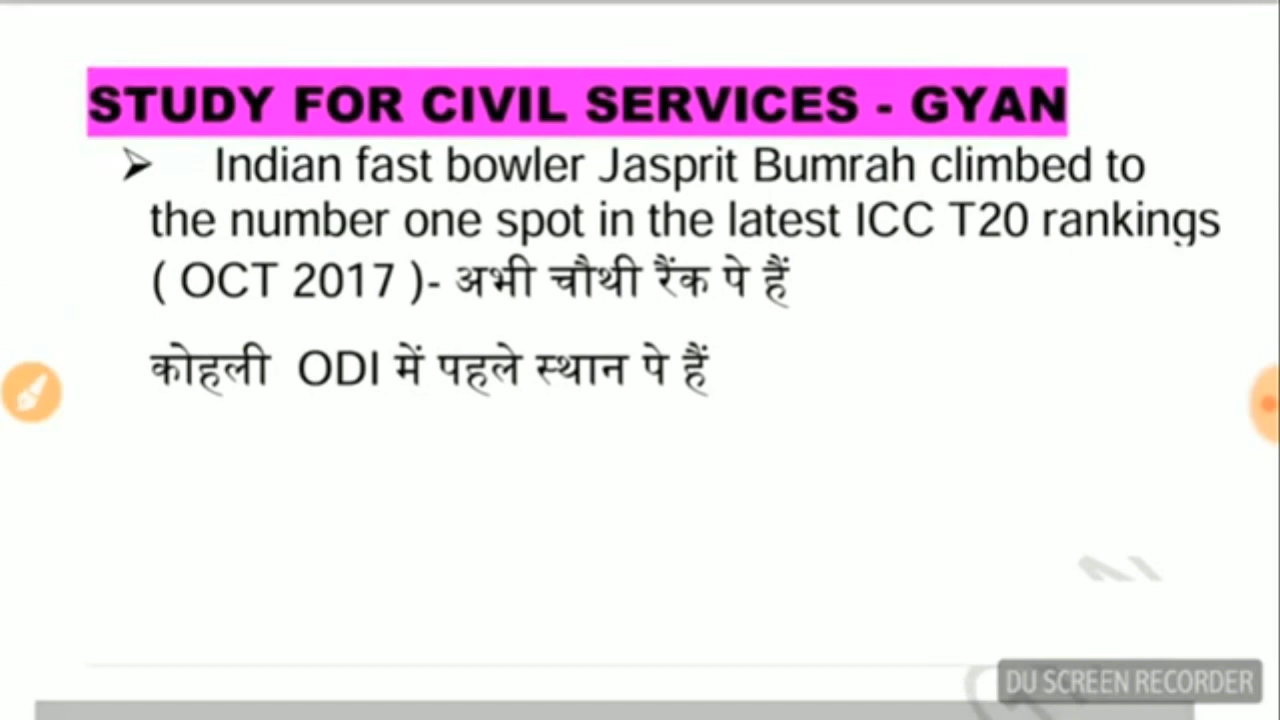 STUDY FOR CIVIL SERVICES - GYAN
➢ Indian fast bowler Jasprit Bumrah climbed to
the number one spot in the latest ICC T20 rankings
( OCT 2017 )- अभी चौथी रैंक पे हैं
कोहली ODI में पहले स्थान पे हैं
DU SCREEN RECORDER